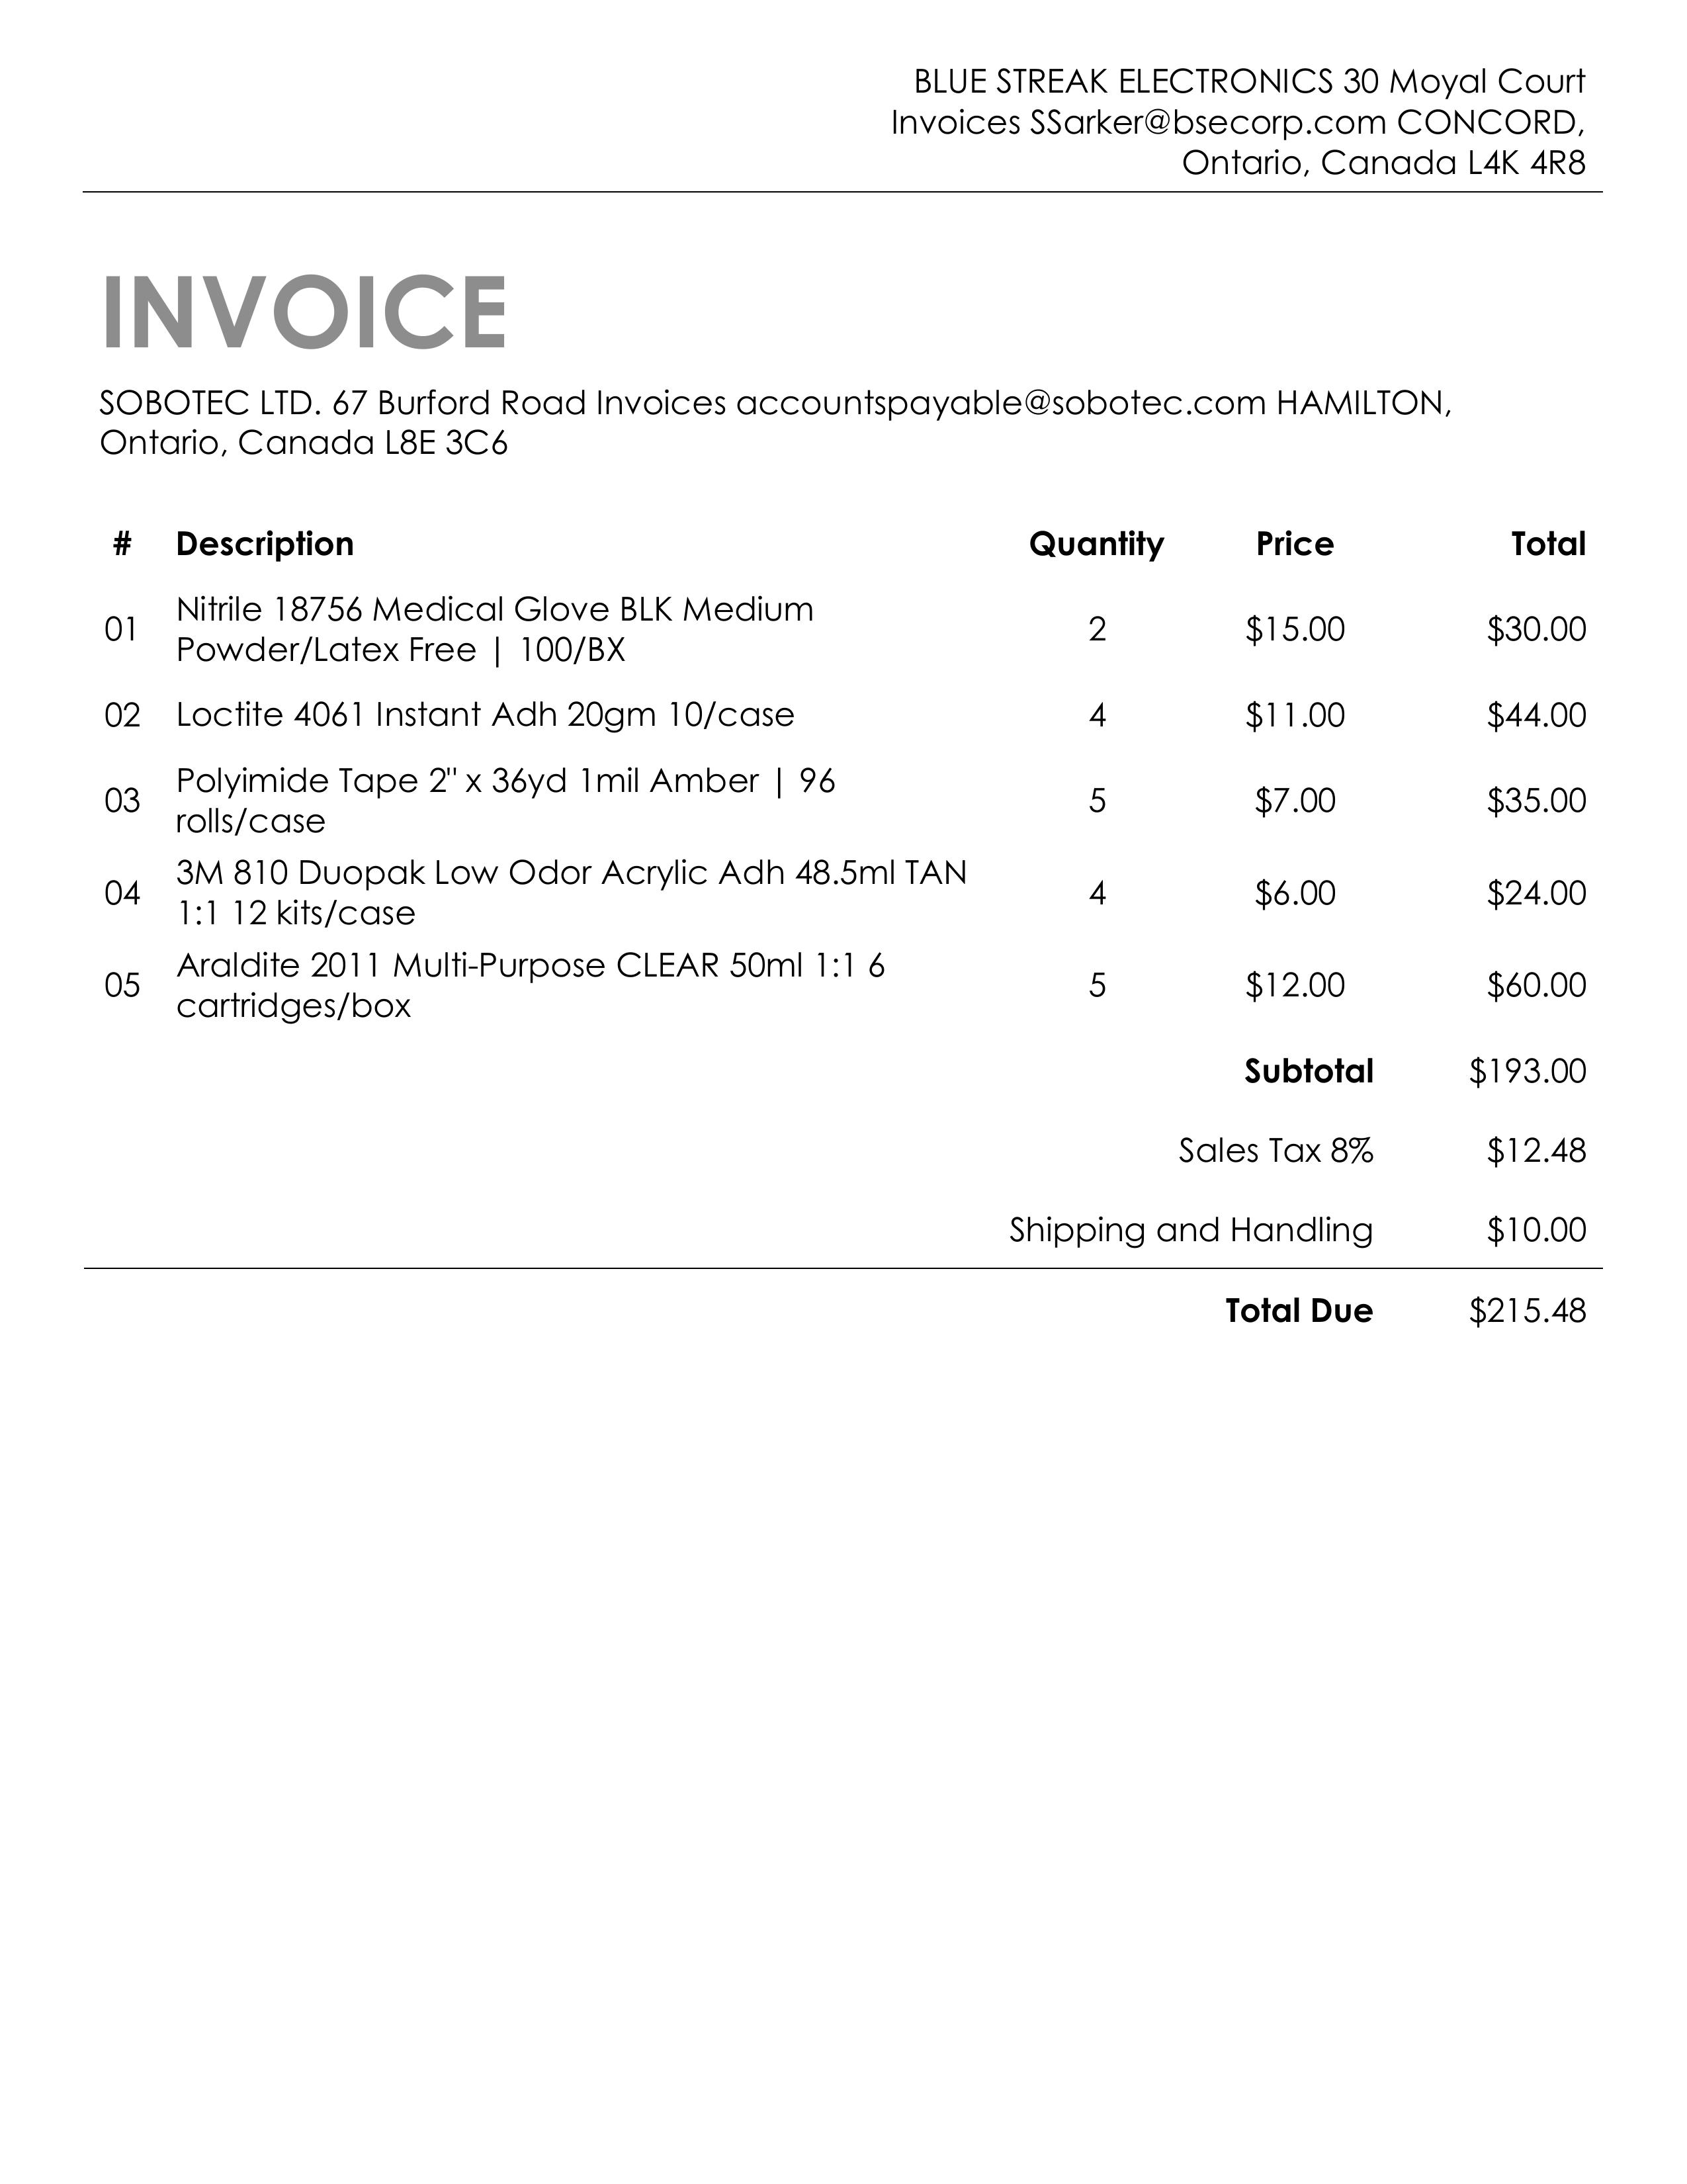 BLUE STREAK ELECTRONICS 30 Moyal Court
Invoices SSarker@bsecorp.com CONCORD,
Ontario, Canada L4K 4R8
INVOICE
SOBOTEC LTD. 67 Burford Road Invoices accountspayable@sobotec.com HAMILTON,
Ontario, Canada L8E 3C6
# Description Quantity Price Total
01 Nitrile 18756 Medical Glove BLK Medium
Powder/Latex Free | 100/BX 2 $15.00 $30.00
02 Loctite 4061 Instant Adh 20gm 10/case 4 $11.00 $44.00
03 Polyimide Tape 2" x 36yd 1mil Amber | 96
rolls/case 5 $7.00 $35.00
04 3M 810 Duopak Low Odor Acrylic Adh 48.5ml TAN
1:1 12 kits/case 4 $6.00 $24.00
05 Araldite 2011 Multi-Purpose CLEAR 50ml 1:1 6
cartridges/box 5 $12.00 $60.00
Subtotal $193.00
Sales Tax 8% $12.48
Shipping and Handling $10.00
Total Due $215.48